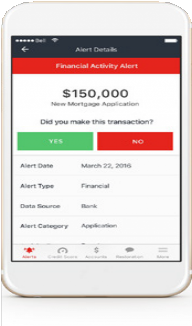 Bell
Alert Details
Financial Activity Alert
$150,000
New Mortgage Application
Did you make this transaction?
YES NO
Alert Date March 22, 2016
Alert Type Financial
Data Source Bank
Alert Category Application
Alerts Credit Score Accounts Restoration More